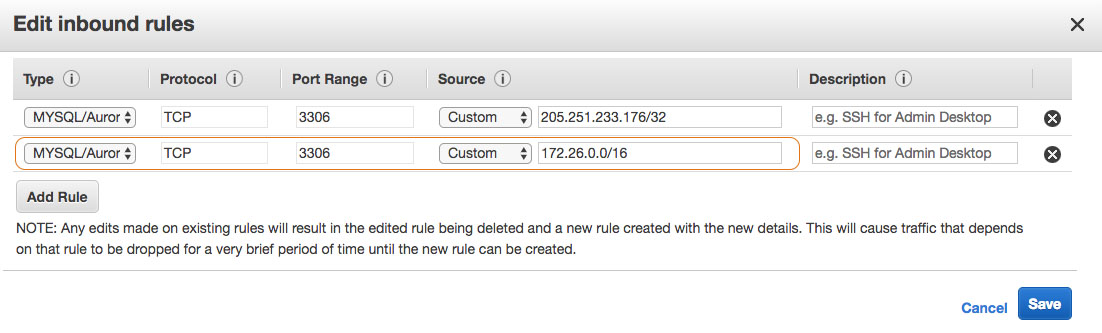 Edit inbound rules
Type Protocol Port Range Source Description
MYSQL/Auror TCP 3306 Custom 205.251.233.176/32 e.g. SSH for Admin Desktop
MYSQL/Auror TCP 3306 Custom 172.26.0.0/16 e.g. SSH for Admin Desktop
Add Rule
NOTE: Any edits made on existing rules will result in the edited rule being deleted and a new rule created with the new details. This will cause traffic that depends
on that rule to be dropped for a very brief period of time until the new rule can be created.
Cancel Save